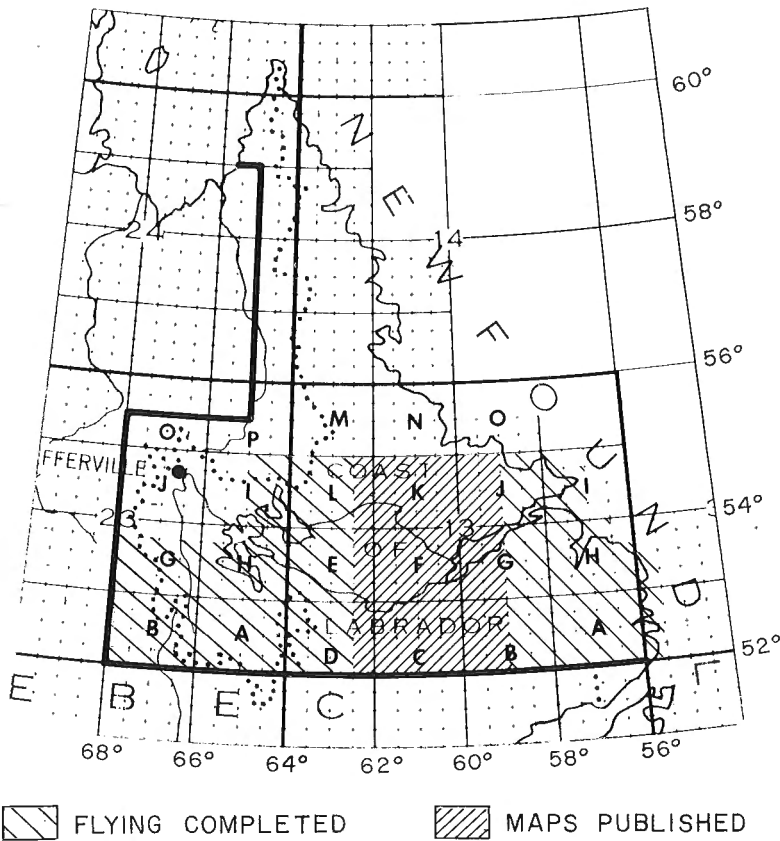 60°
N E W F O U N D L
58°
24
14
56°
M N O
O P
FFERVILLE
COAST
J I L K J I
54°
23
13
OF
G H E F G H
LABRADOR
B A D C B A
52°
E B E C
68° 66° 64° 62° 60° 58° 56°
FLYING COMPLETED
MAPS PUBLISHED